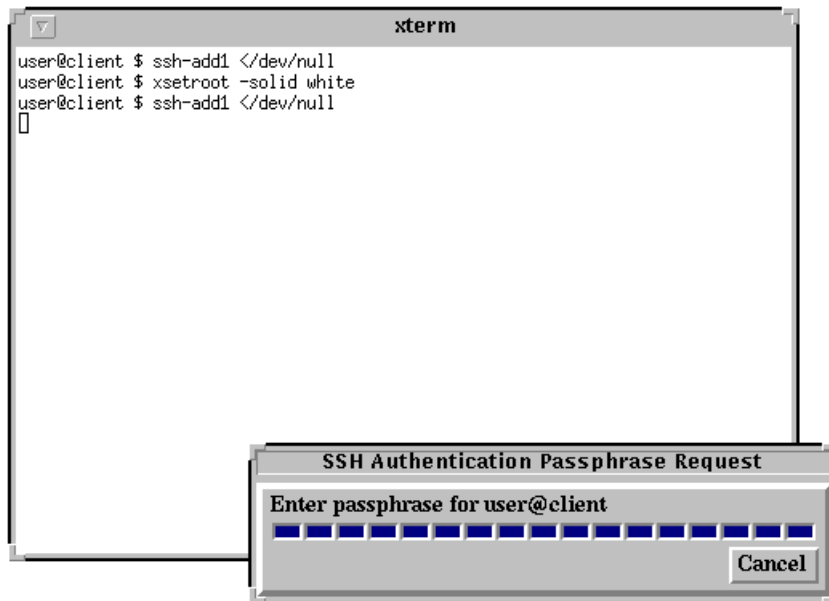 xterm
user@client $ ssh-add1 </dev/null
user@client $ xsetroot -solid white
user@client $ ssh-add1 </dev/null
SSH Authentication Passphrase Request
Enter passphrase for user@client
Cancel